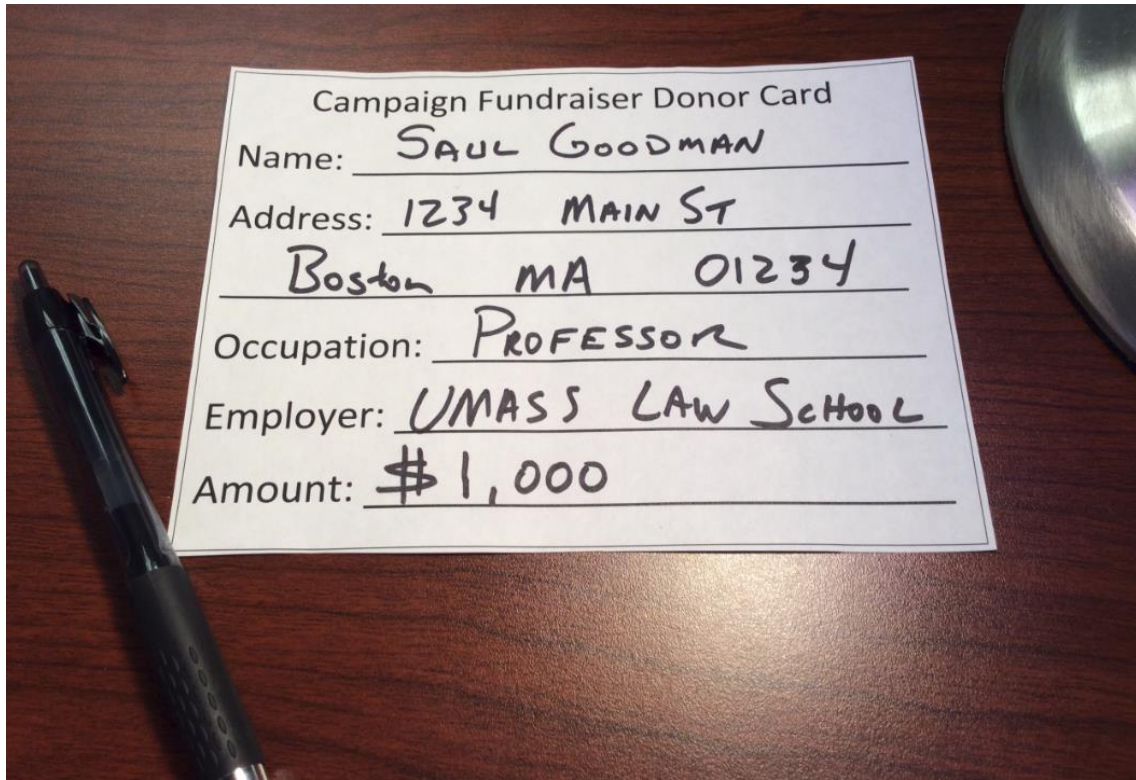 Campaign Fundraiser Donor Card
Name: SAUL GOODMAN
Address: 1234 MAIN ST
Boston MA 01234
Occupation: PROFESSOR
Employer: UMASS LAW SCHOOL
Amount: $1,000